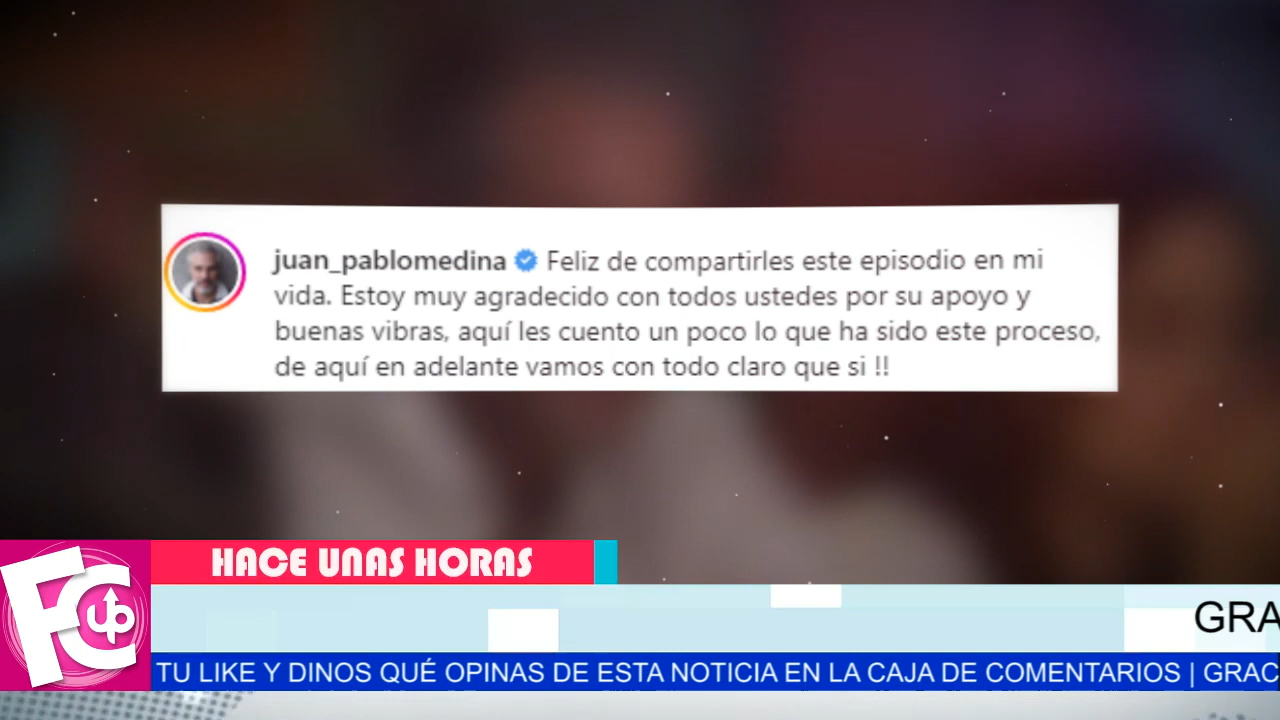 juan_pablomedina Feliz de compartirles este episodio en mi
vida. Estoy muy agradecido con todos ustedes por su apoyo y
buenas vibras, aquí les cuento un poco lo que ha sido este proceso,
de aquí en adelante vamos con todo claro que si !!
HACE UNAS HORAS
FC up
GRA
TU LIKE Y DINOS QUÉ OPINAS DE ESTA NOTICIA EN LA CAJA DE COMENTARIOS | GRAC